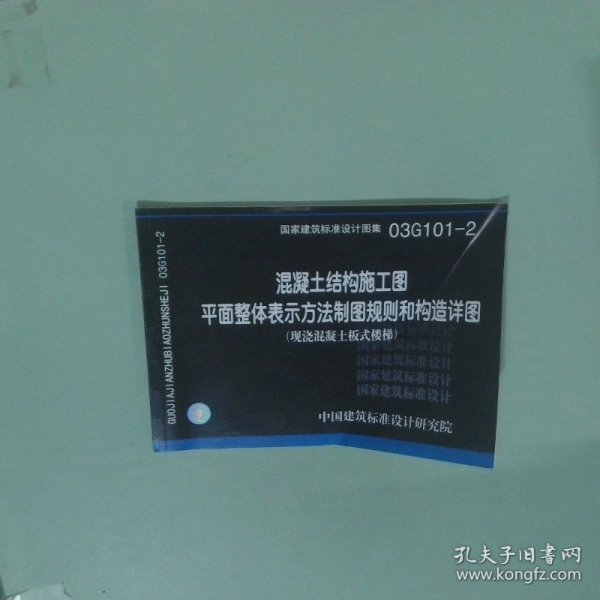 国家建筑标准设计图集 03G101-2
混凝土结构施工图
平面整体表示方法制图规则和构造详图
(现浇混凝土板式楼梯)
国家建筑标准设计
国家建筑标准设计
国家建筑标准设计
国家建筑标准设计
中国建筑标准设计研究院
GUOJIAJIANZHUBIAOZHUNSHEJI 03G101-2
孔夫子旧书网
www.kongfz.com